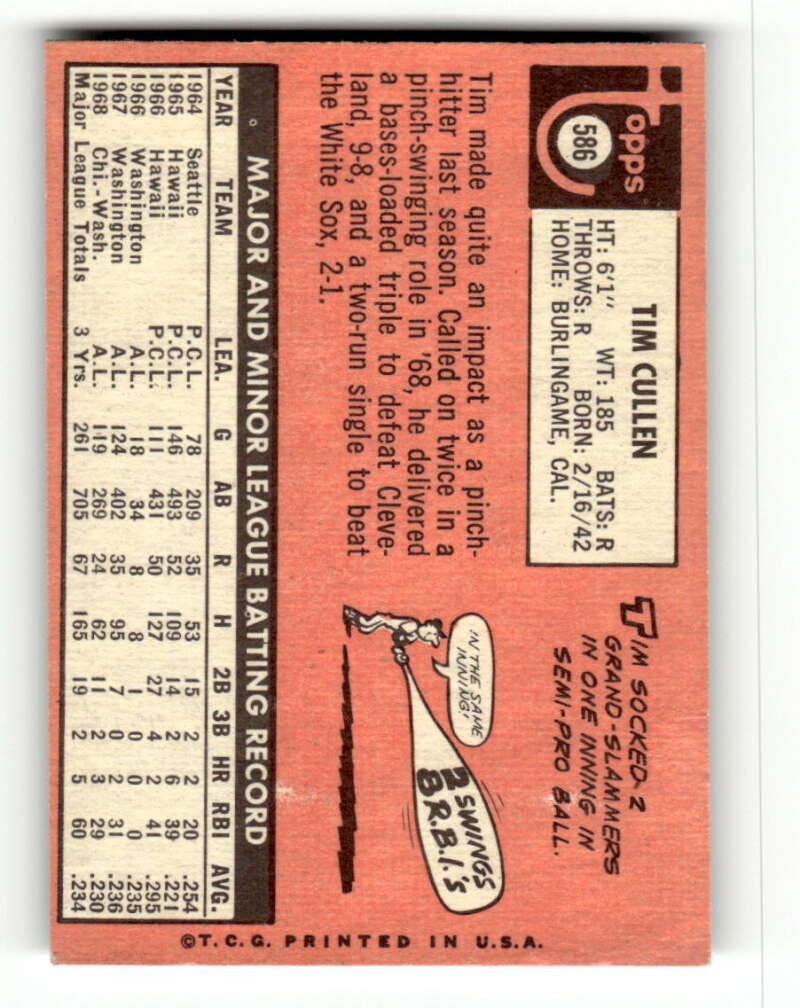 Topps
586
TIM CULLEN
HT: 6'1" WT: 185 BATS: R
THROWS: R BORN: 2/16/42
HOME: BURLINGAME, CAL.
TIM SOCKED 2
GRAND-SLAMMERS
IN ONE INNING IN
SEMI-PRO BALL.
Tim made quite an impact as a pinch-
hitter last season. Called on twice in a
pinch-swinging role in '68, he delivered
a bases-loaded triple to defeat Cleve-
land, 9-8, and a two-run single to beat
the White Sox, 2-1.
IN THE SAME
INNING!
2 SWINGS
8 R.B.I.'s
MAJOR AND MINOR LEAGUE BATTING RECORD
YEAR TEAM LEA. G AB R H 2B 3B HR RBI AVG.
1964 Seattle P.C.L. 78 209 35 53 15 2 2 20 .254
1965 Hawaii P.C.L. 146 493 52 109 14 2 6 39 .221
1966 Hawaii P.C.L. 111 431 50 127 27 4 2 41 .295
1966 Washington A.L. 18 34 8 8 1 0 0 0 .235
1967 Washington A.L. 124 402 35 95 7 0 2 31 .236
1968 Chi.-Wash. A.L. 119 269 24 62 11 2 3 29 .230
Major League Totals 3 Yrs. 261 705 67 165 19 2 5 60 .234
©T.C.G. PRINTED IN U.S.A.